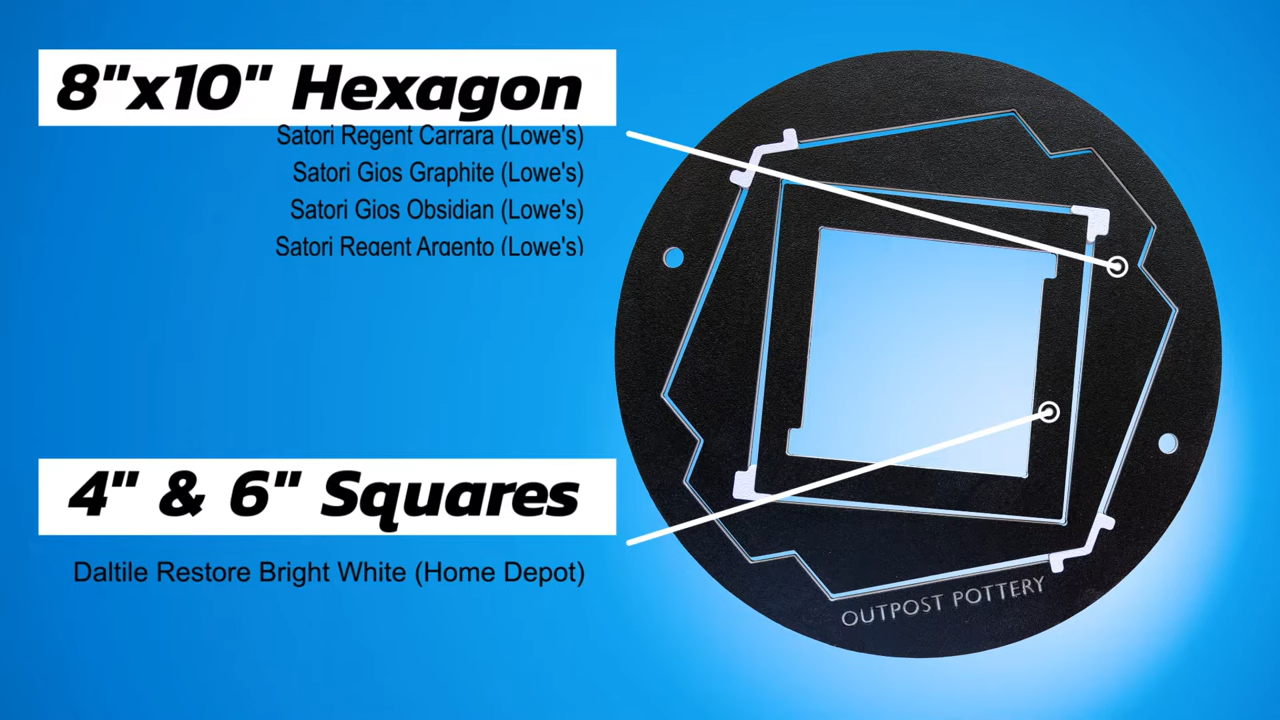 8"x10" Hexagon
Satori Regent Carrara (Lowe's)
Satori Gios Graphite (Lowe's)
Satori Gios Obsidian (Lowe's)
Satori Regent Argento (Lowe's)
4" & 6" Squares
Daltile Restore Bright White (Home Depot)
OUTPOST POTTERY